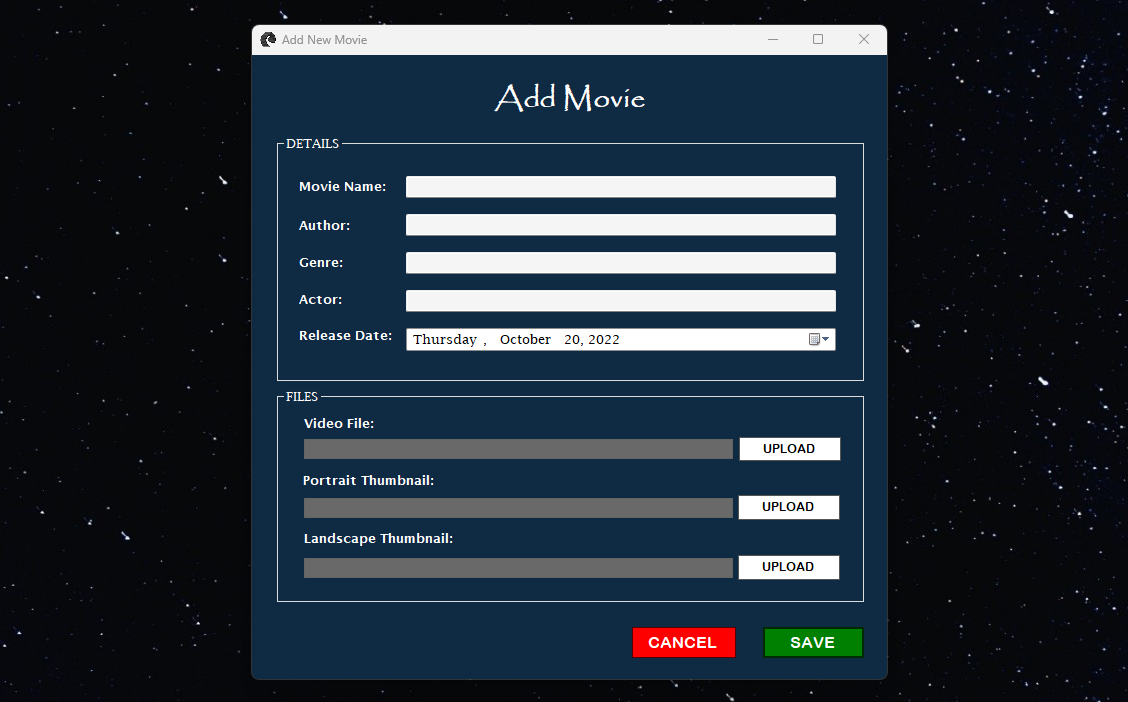 Add New Movie
Add Movie
DETAILS
Movie Name:
Author:
Genre:
Actor:
Release Date: Thursday , October 20, 2022
FILES
Video File:
UPLOAD
Portrait Thumbnail:
UPLOAD
Landscape Thumbnail:
UPLOAD
CANCEL SAVE